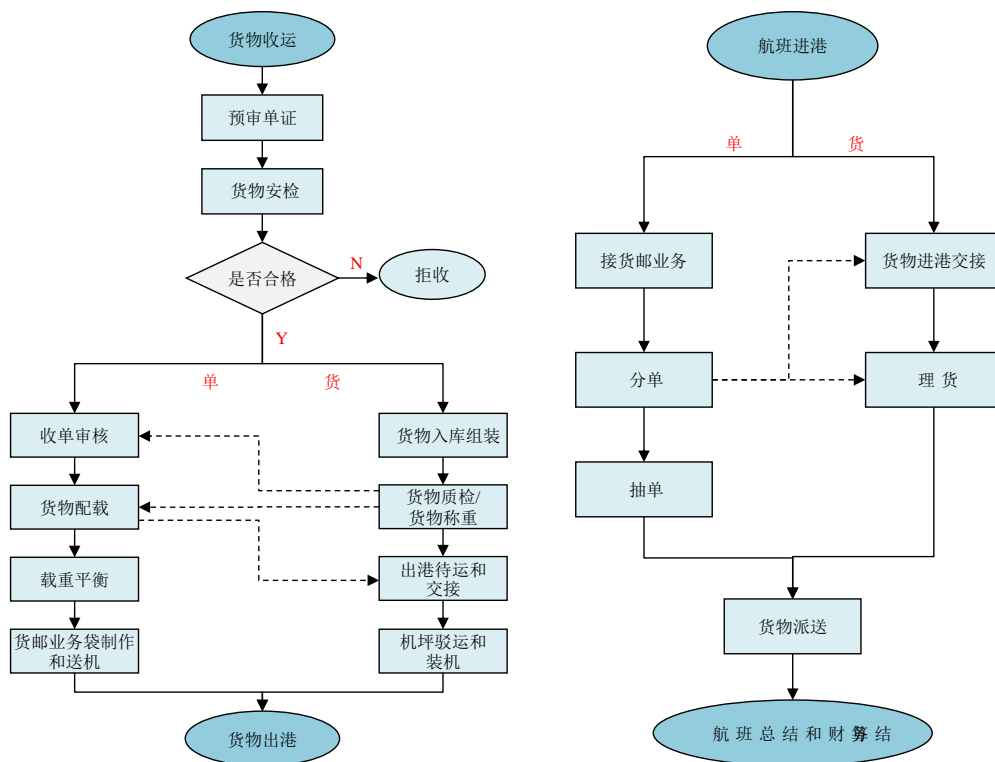 货物收运
预审单证
货物安检
是否合格
N
拒收
Y
单
货
收单审核
货物入库组装
货物配载
货物质检/
货物称重
载重平衡
出港待运和
交接
货邮业务袋制作
和送机
机坪驳运和
装机
货物出港
航班进港
单
货
接货邮业务
货物进港交接
分单
理 货
抽单
货物派送
航 班 总 结 和 财 务 结